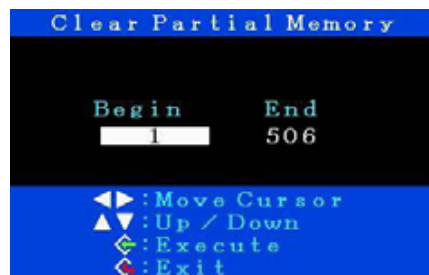 Clear Partial Memory
Begin End
1 506
◀▶:Move Cursor
▲▼:Up / Down
:Execute
:Exit